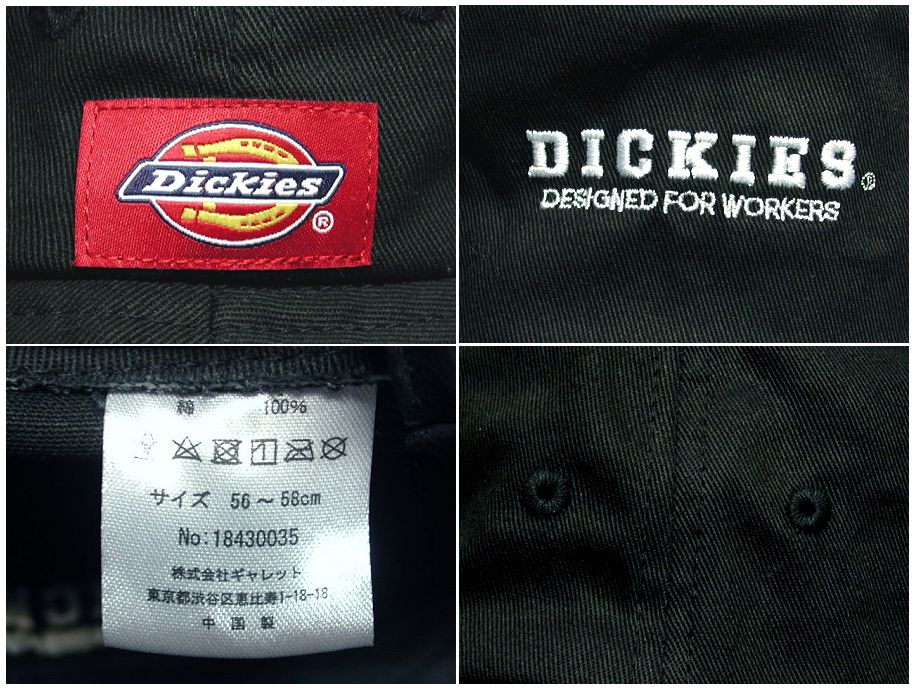 Dickies
®
DICKIES®
DESIGNED FOR WORKERS
綿 100%
サイズ 56～58cm
No:18430035
株式会社ギャレット
東京都渋谷区恵比寿1-18-18
中国製